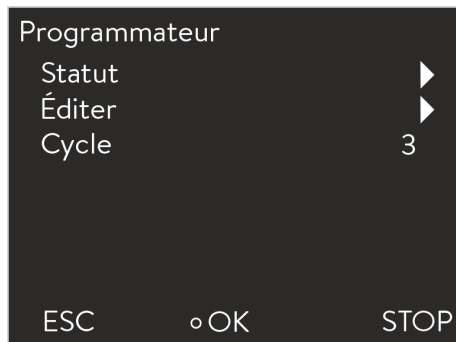 Programmateur
Statut
Éditer
Cycle 3
ESC OK STOP